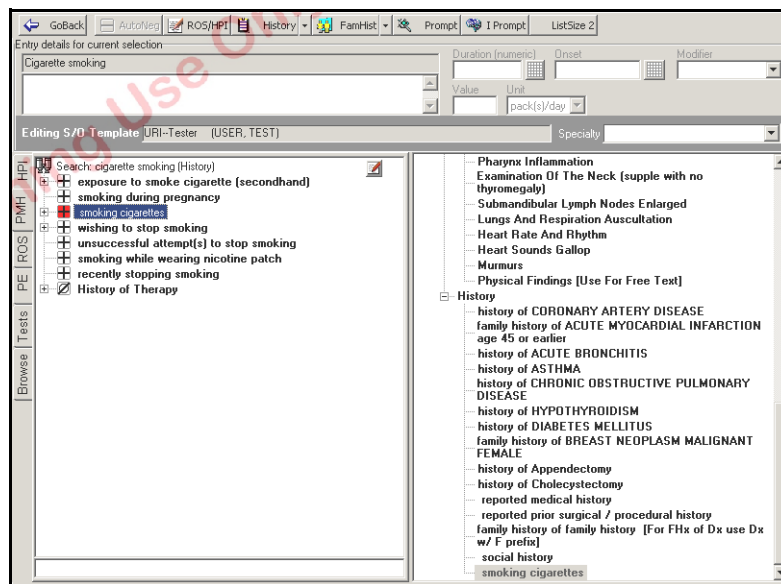 GoBack AutoNeg ROS/HPI History FamHist Prompt I Prompt ListSize 2
Entry details for current selection
Cigarette smoking
Duration (numeric) Onset Modifier
Value Unit
pack(s)/day
Editing S/O Template URI--Tester (USER, TEST) Specialty
HPI
PMH
ROS
PE
Tests
Browse
Search: cigarette smoking (History)
exposure to smoke cigarette (secondhand)
smoking during pregnancy
smoking cigarettes
wishing to stop smoking
unsuccessful attempt(s) to stop smoking
smoking while wearing nicotine patch
recently stopping smoking
History of Therapy
Pharynx Inflammation
Examination Of The Neck (supple with no
thyromegaly)
Submandibular Lymph Nodes Enlarged
Lungs And Respiration Auscultation
Heart Rate And Rhythm
Heart Sounds Gallop
Murmurs
Physical Findings [Use For Free Text]
History
history of CORONARY ARTERY DISEASE
family history of ACUTE MYOCARDIAL INFARCTION
age 45 or earlier
history of ACUTE BRONCHITIS
history of ASTHMA
history of CHRONIC OBSTRUCTIVE PULMONARY
DISEASE
history of HYPOTHYROIDISM
history of DIABETES MELLITUS
family history of BREAST NEOPLASM MALIGNANT
FEMALE
history of Appendectomy
history of Cholecystectomy
reported medical history
reported prior surgical / procedural history
family history of family history [For FHx of Dx use Dx
w/ F prefix]
social history
smoking cigarettes
ing Use On